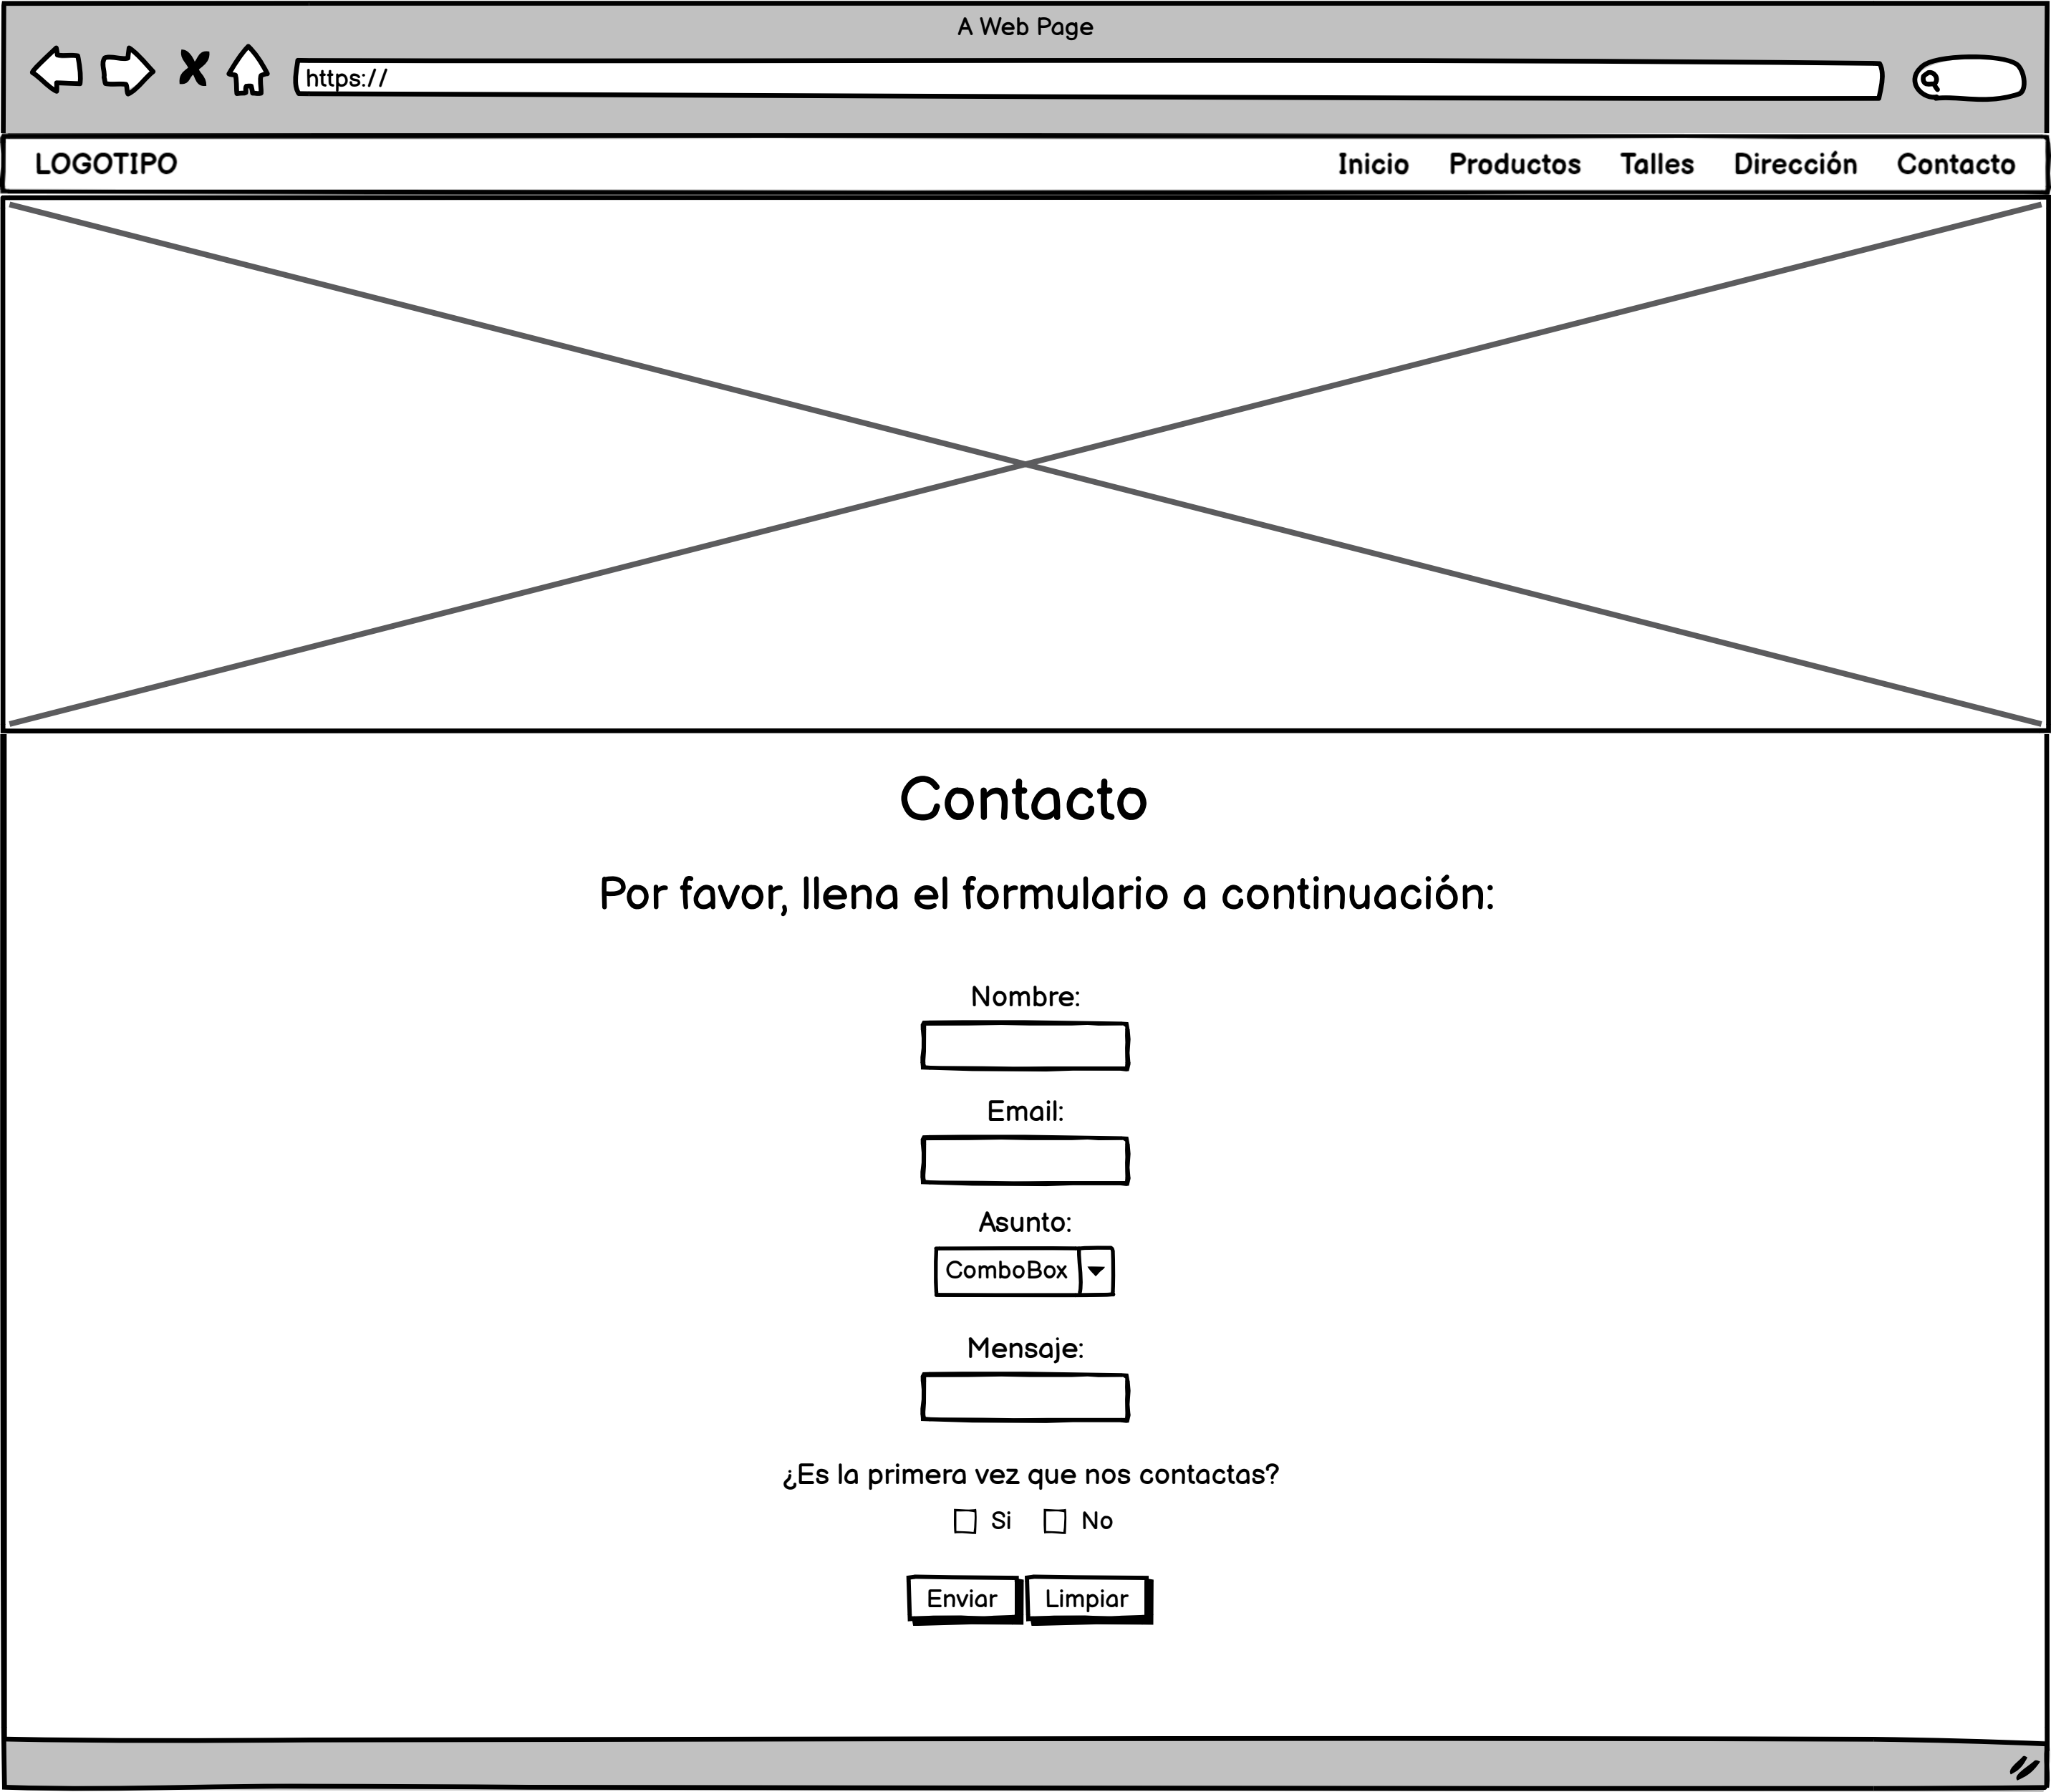 A Web Page
https://
LOGOTIPO Inicio Productos Talles Dirección Contacto
Contacto
Por favor, llena el formulario a continuación:
Nombre:
Email:
Asunto:
ComboBox
Mensaje:
¿Es la primera vez que nos contactas?
Si No
Enviar Limpiar